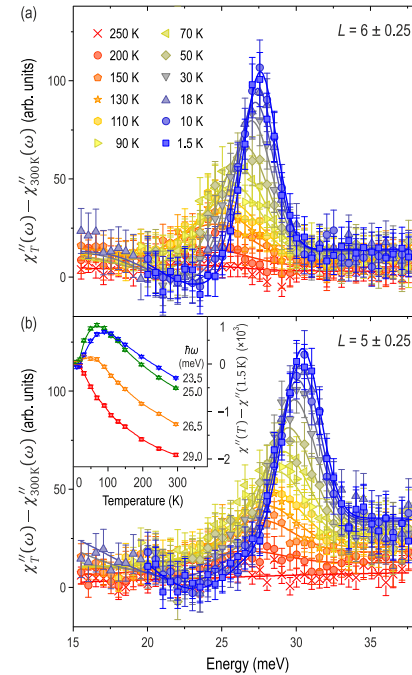 (a)
L = 6 ± 0.25
250 K
200 K
150 K
130 K
110 K
90 K
70 K
50 K
30 K
18 K
10 K
1.5 K
100
50
0
χ″T(ω) − χ″300 K(ω) (arb. units)
(b)
L = 5 ± 0.25
ħω
(meV)
23.5
25.0
26.5
29.0
0
−1
−2
χ″(T) − χ″(1.5 K) (×10³)
0 100 200 300
Temperature (K)
100
50
0
χ″T(ω) − χ″300 K(ω) (arb. units)
15 20 25 30 35
Energy (meV)